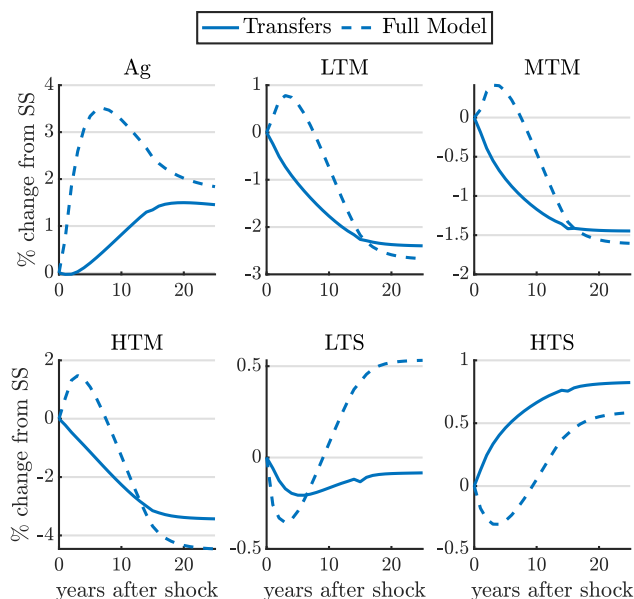 Transfers Full Model
Ag LTM MTM
% change from SS
4
3
2
1
0
0 10 20
1
0
-1
-2
-3
0 10 20
0
-0.5
-1
-1.5
-2
0 10 20
HTM LTS HTS
% change from SS
2
0
-2
-4
0 10 20
0.5
0
-0.5
0 10 20
1
0.5
0
-0.5
0 10 20
years after shock years after shock years after shock